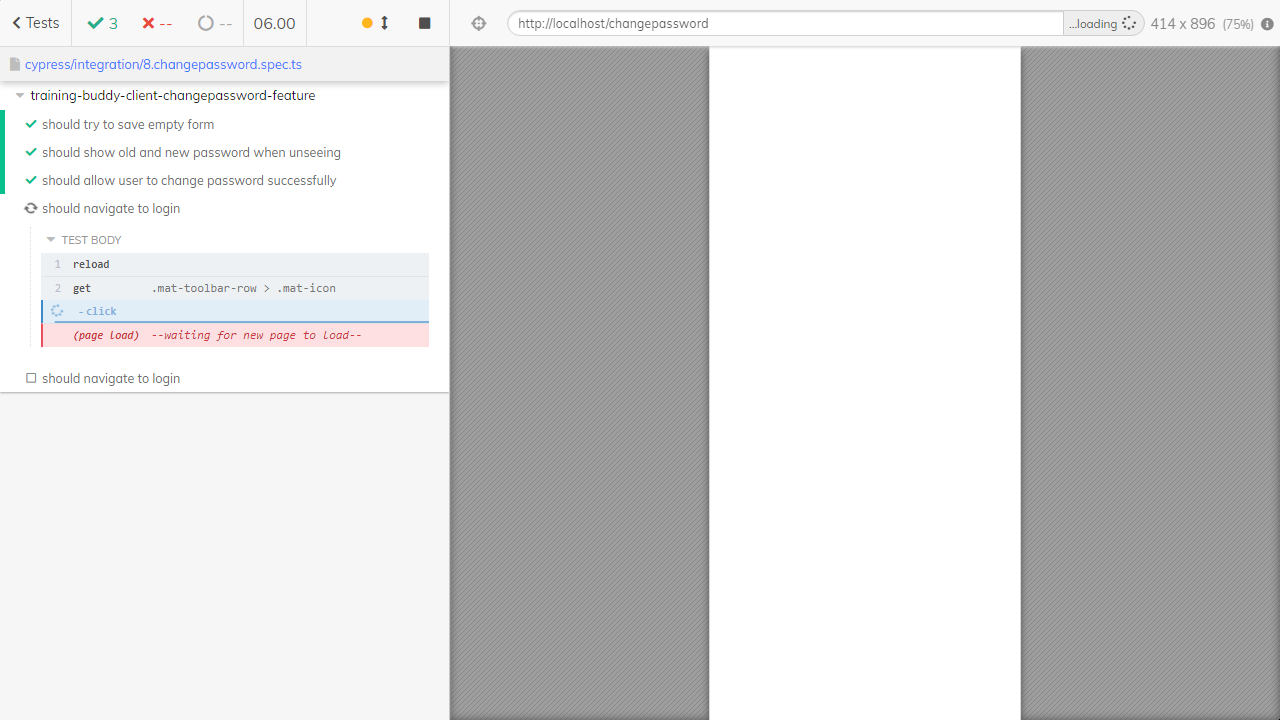 Tests 3 -- -- 06.00 http://localhost/changepassword ...loading 414 x 896 (75%)
cypress/integration/8.changepassword.spec.ts
training-buddy-client-changepassword-feature
should try to save empty form
should show old and new password when unseeing
should allow user to change password successfully
should navigate to login
TEST BODY
1 reload
2 get .mat-toolbar-row > .mat-icon
- click
(page load) --waiting for new page to load--
should navigate to login